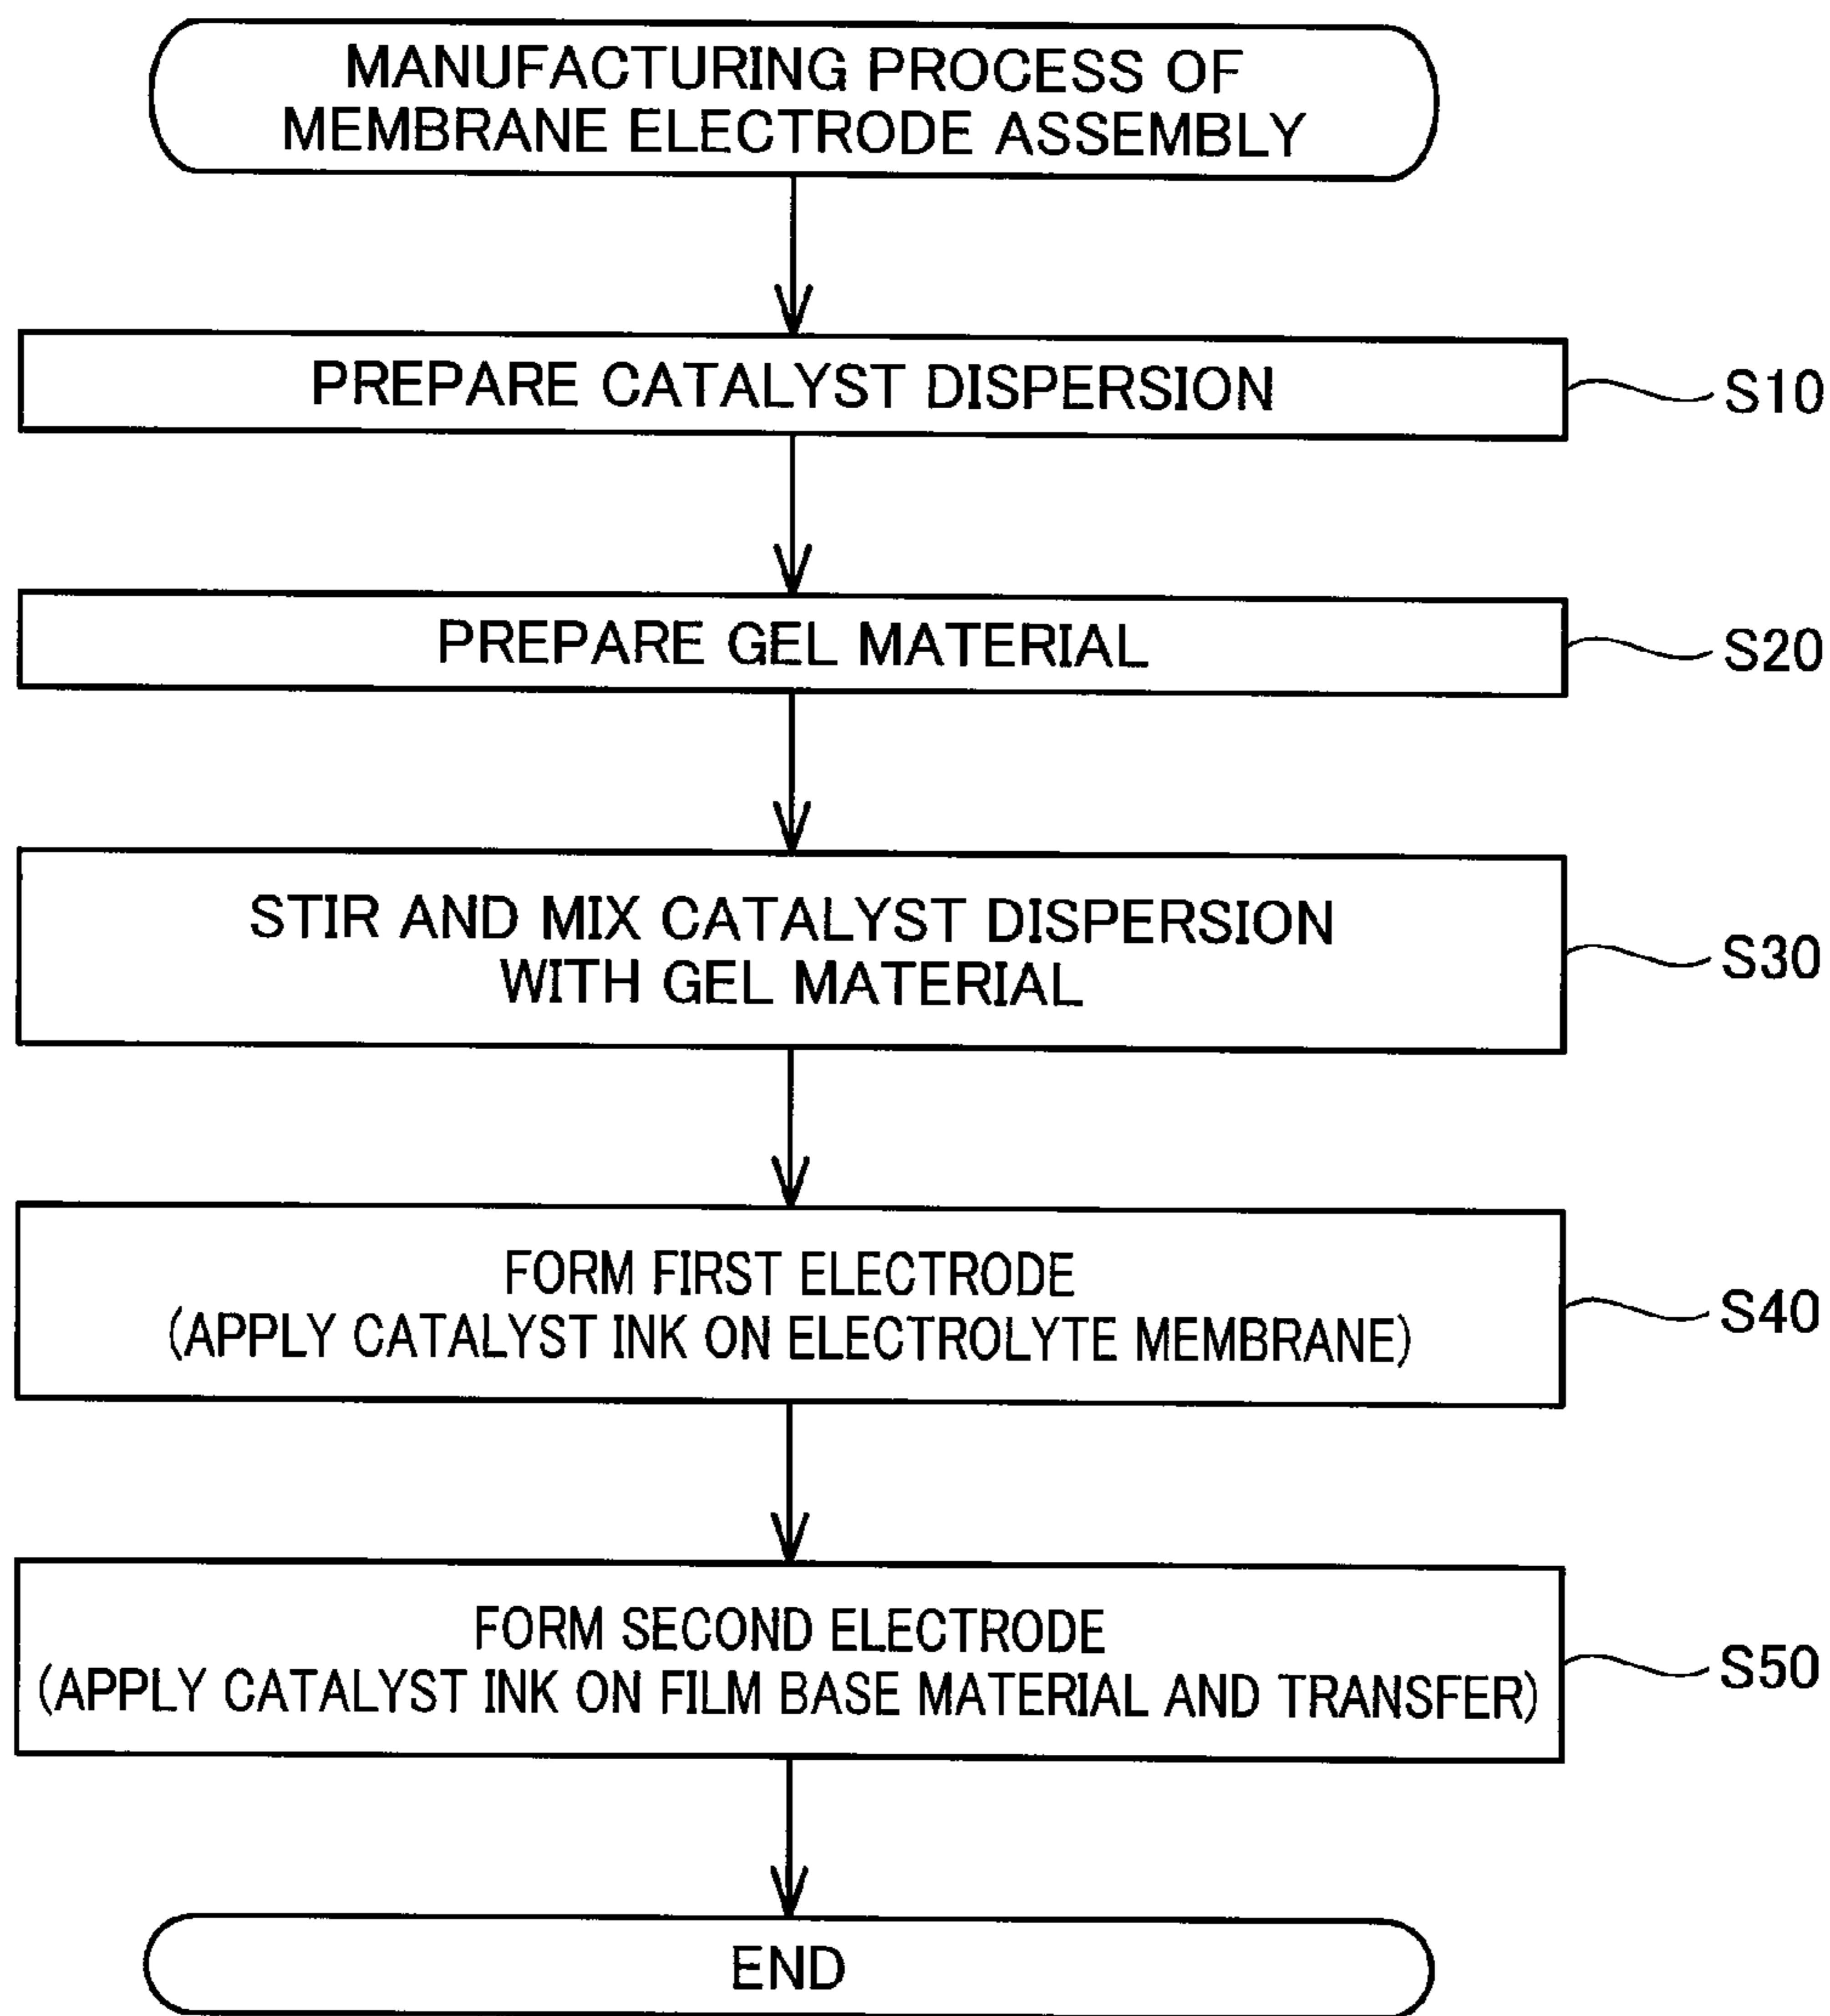 MANUFACTURING PROCESS OF
MEMBRANE ELECTRODE ASSEMBLY
PREPARE CATALYST DISPERSION
S10
PREPARE GEL MATERIAL
S20
STIR AND MIX CATALYST DISPERSION
WITH GEL MATERIAL
S30
FORM FIRST ELECTRODE
(APPLY CATALYST INK ON ELECTROLYTE MEMBRANE)
S40
FORM SECOND ELECTRODE
(APPLY CATALYST INK ON FILM BASE MATERIAL AND TRANSFER)
S50
END